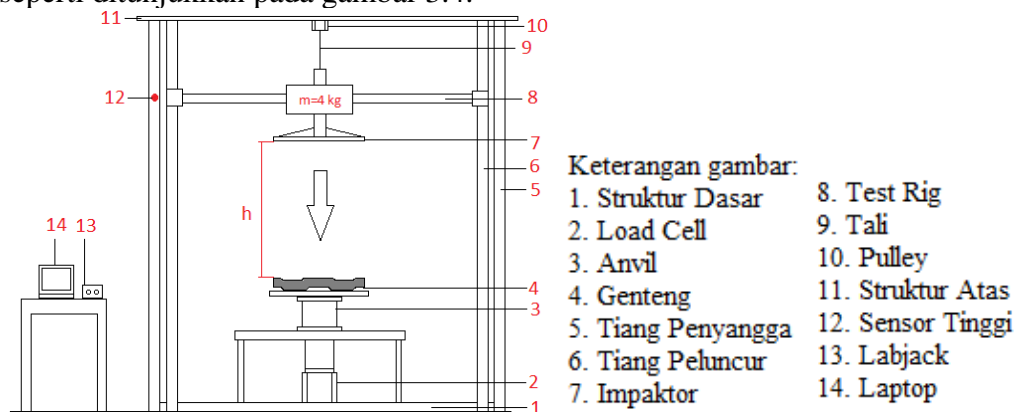 seperti ditunjukkan pada gambar 3.4.
11
10
9
12
m=4 kg
8
7
6
5
h
14 13
4
3
2
1
Keterangan gambar:
1. Struktur Dasar
2. Load Cell
3. Anvil
4. Genteng
5. Tiang Penyangga
6. Tiang Peluncur
7. Impaktor
8. Test Rig
9. Tali
10. Pulley
11. Struktur Atas
12. Sensor Tinggi
13. Labjack
14. Laptop